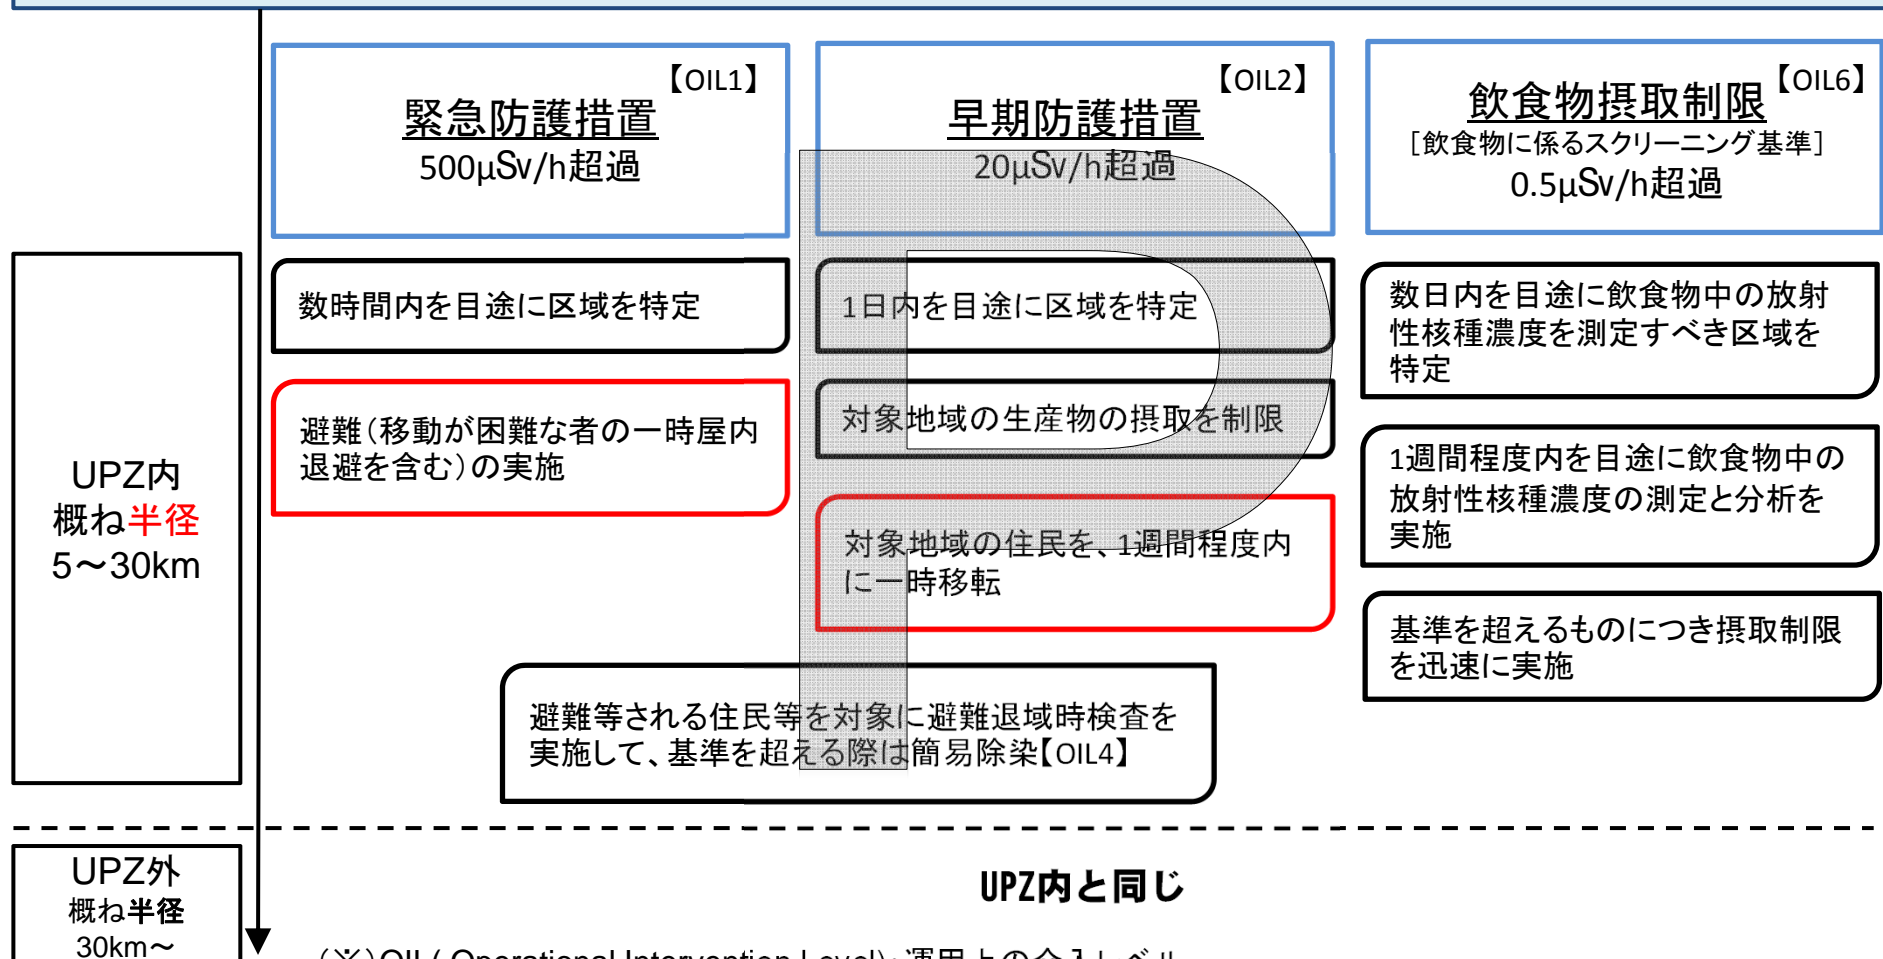 【OIL1】
緊急防護措置
500μSv/h超過
【OIL2】
早期防護措置
20μSv/h超過
【OIL6】
飲食物摂取制限
[飲食物に係るスクリーニング基準]
0.5μSv/h超過
UPZ内
概ね半径
5～30km
数時間内を目途に区域を特定
避難(移動が困難な者の一時屋内
退避を含む)の実施
1日内を目途に区域を特定
対象地域の生産物の摂取を制限
対象地域の住民を、1週間程度内
に一時移転
数日内を目途に飲食物中の放射
性核種濃度を測定すべき区域を
特定
1週間程度内を目途に飲食物中の
放射性核種濃度の測定と分析を
実施
基準を超えるものにつき摂取制限
を迅速に実施
避難等される住民等を対象に避難退域時検査を
実施して、基準を超える際は簡易除染【OIL4】
P
UPZ外
概ね半径
30km～
UPZ内と同じ
(※)OIL( Operational Intervention Level):運用上の介入レベル